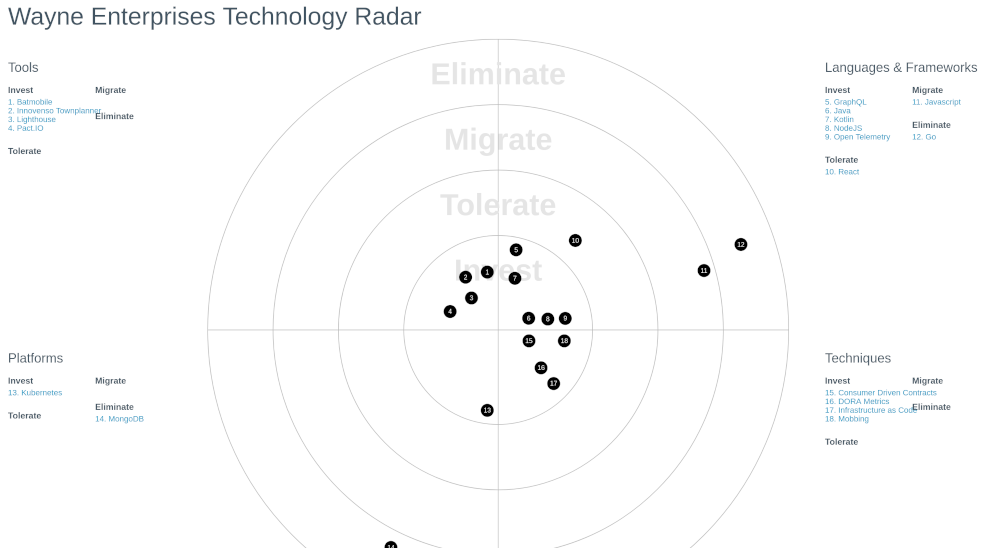 Wayne Enterprises Technology Radar
Tools
Invest
1. Batmobile
2. Innovenso Townplanner
3. Lighthouse
4. Pact.IO
Tolerate
Migrate
Eliminate
Languages & Frameworks
Invest
5. GraphQL
6. Java
7. Kotlin
8. NodeJS
9. Open Telemetry
Tolerate
10. React
Migrate
11. Javascript
Eliminate
12. Go
Eliminate
Migrate
Tolerate
Invest
10
12
5
11
1
2
7
3
4
6
8
9
15
18
16
17
13
14
Platforms
Invest
13. Kubernetes
Tolerate
Migrate
Eliminate
14. MongoDB
Techniques
Invest
15. Consumer Driven Contracts
16. DORA Metrics
17. Infrastructure as Code
18. Mobbing
Tolerate
Migrate
Eliminate